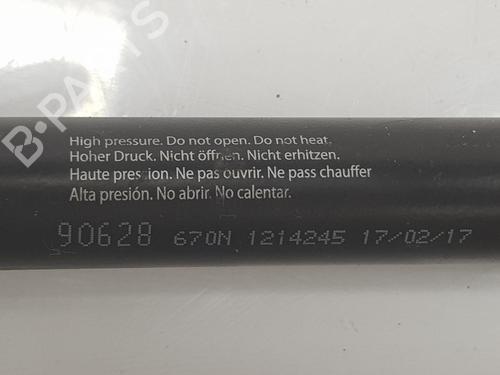 B-PARTS
High pressure. Do not open. Do not heat.
Hoher Druck. Nicht öffnen. Nicht erhitzen.
Haute pression. Ne pas ouvrir. Ne pass chauffer
Alta presión. No abrir. No calentar.
90628 670N 1214245 17/02/17